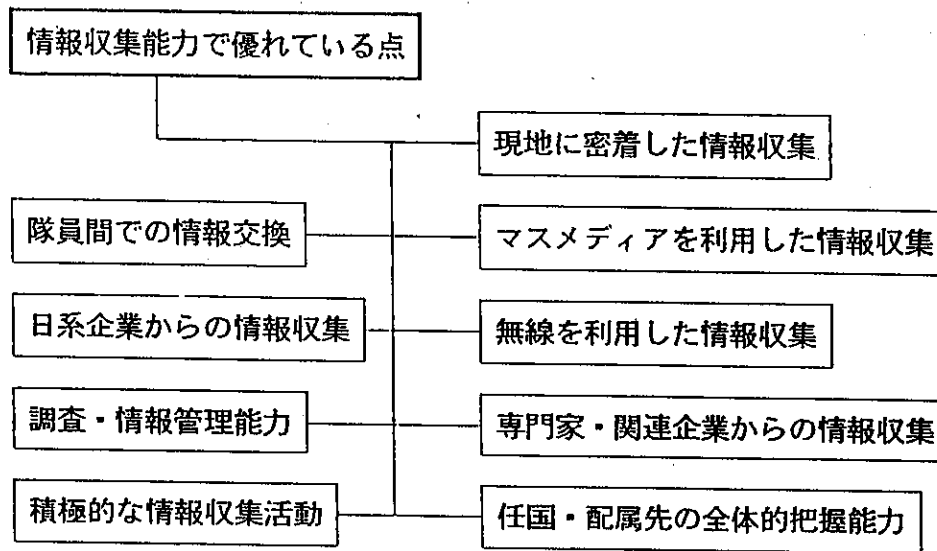 情報収集能力で優れている点
現地に密着した情報収集
隊員間での情報交換
マスメディアを利用した情報収集
日系企業からの情報収集
無線を利用した情報収集
調査・情報管理能力
専門家・関連企業からの情報収集
積極的な情報収集活動
任国・配属先の全体的把握能力